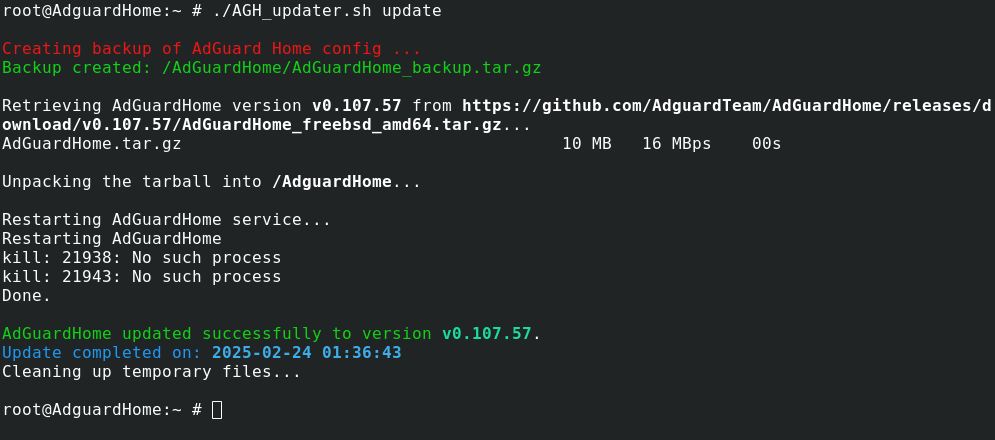 root@AdguardHome:~ # ./AGH_updater.sh update
Creating backup of AdGuard Home config ...
Backup created: /AdGuardHome/AdGuardHome_backup.tar.gz
Retrieving AdGuardHome version v0.107.57 from https://github.com/AdguardTeam/AdGuardHome/releases/d
ownload/v0.107.57/AdGuardHome_freebsd_amd64.tar.gz...
AdGuardHome.tar.gz                                      10 MB   16 MBps    00s
Unpacking the tarball into /AdguardHome...
Restarting AdGuardHome service...
Restarting AdGuardHome
kill: 21938: No such process
kill: 21943: No such process
Done.
AdGuardHome updated successfully to version v0.107.57.
Update completed on: 2025-02-24 01:36:43
Cleaning up temporary files...
root@AdguardHome:~ #